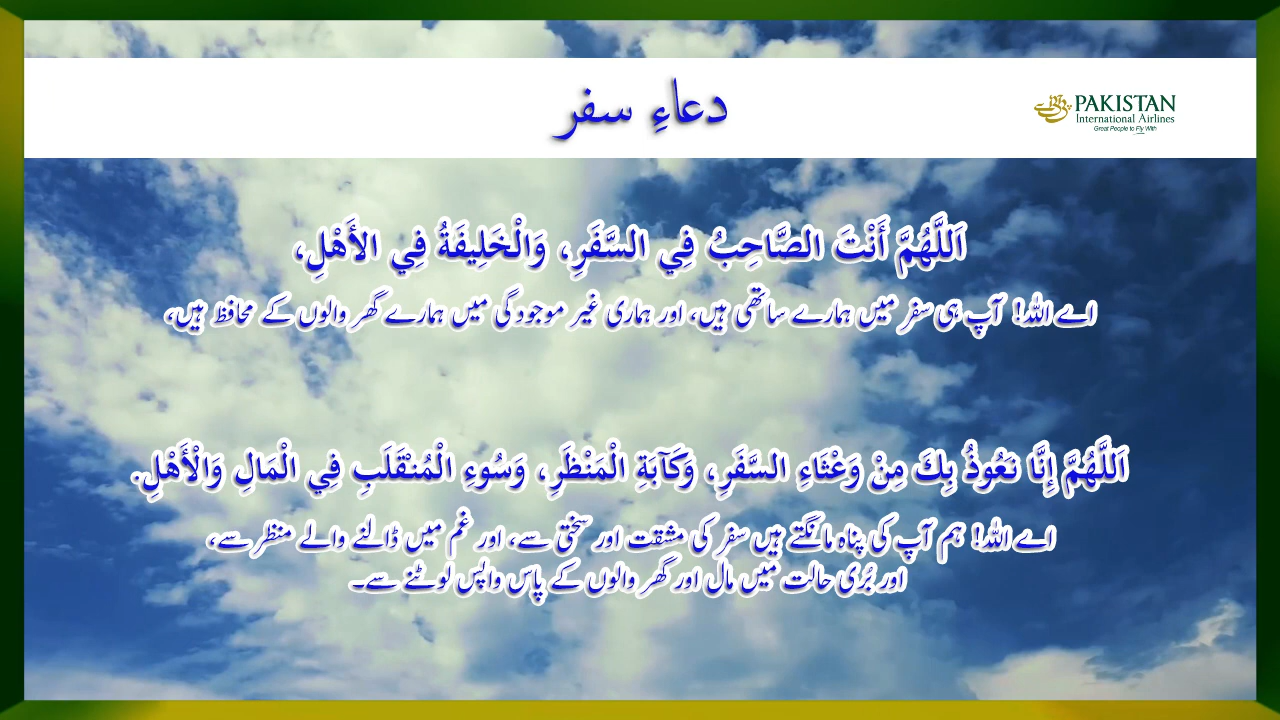 دعاءِ سفر
PAKISTAN
International Airlines
Great People to Fly With
اَللَّهُمَّ أَنْتَ الصَّاحِبُ فِي السَّفَرِ، وَالْخَلِيفَةُ فِي الأَهْلِ،
اے اللہ! آپ ہی سفر میں ہمارے ساتھی ہیں، اور ہماری غیر موجودگی میں ہمارے گھر والوں کے محافظ ہیں،
اَللَّهُمَّ إِنَّا نَعُوذُ بِكَ مِنْ وَعْثَاءِ السَّفَرِ، وَكَآبَةِ الْمَنْظَرِ، وَسُوءِ الْمُنْقَلَبِ فِي الْمَالِ وَالْأَهْلِ.
اے اللہ! ہم آپ کی پناہ مانگتے ہیں سفر کی مشقت اور سختی سے، اور غم میں ڈالنے والے منظر سے،
اور بُری حالت میں مال اور گھر والوں کے پاس واپس لوٹنے سے۔